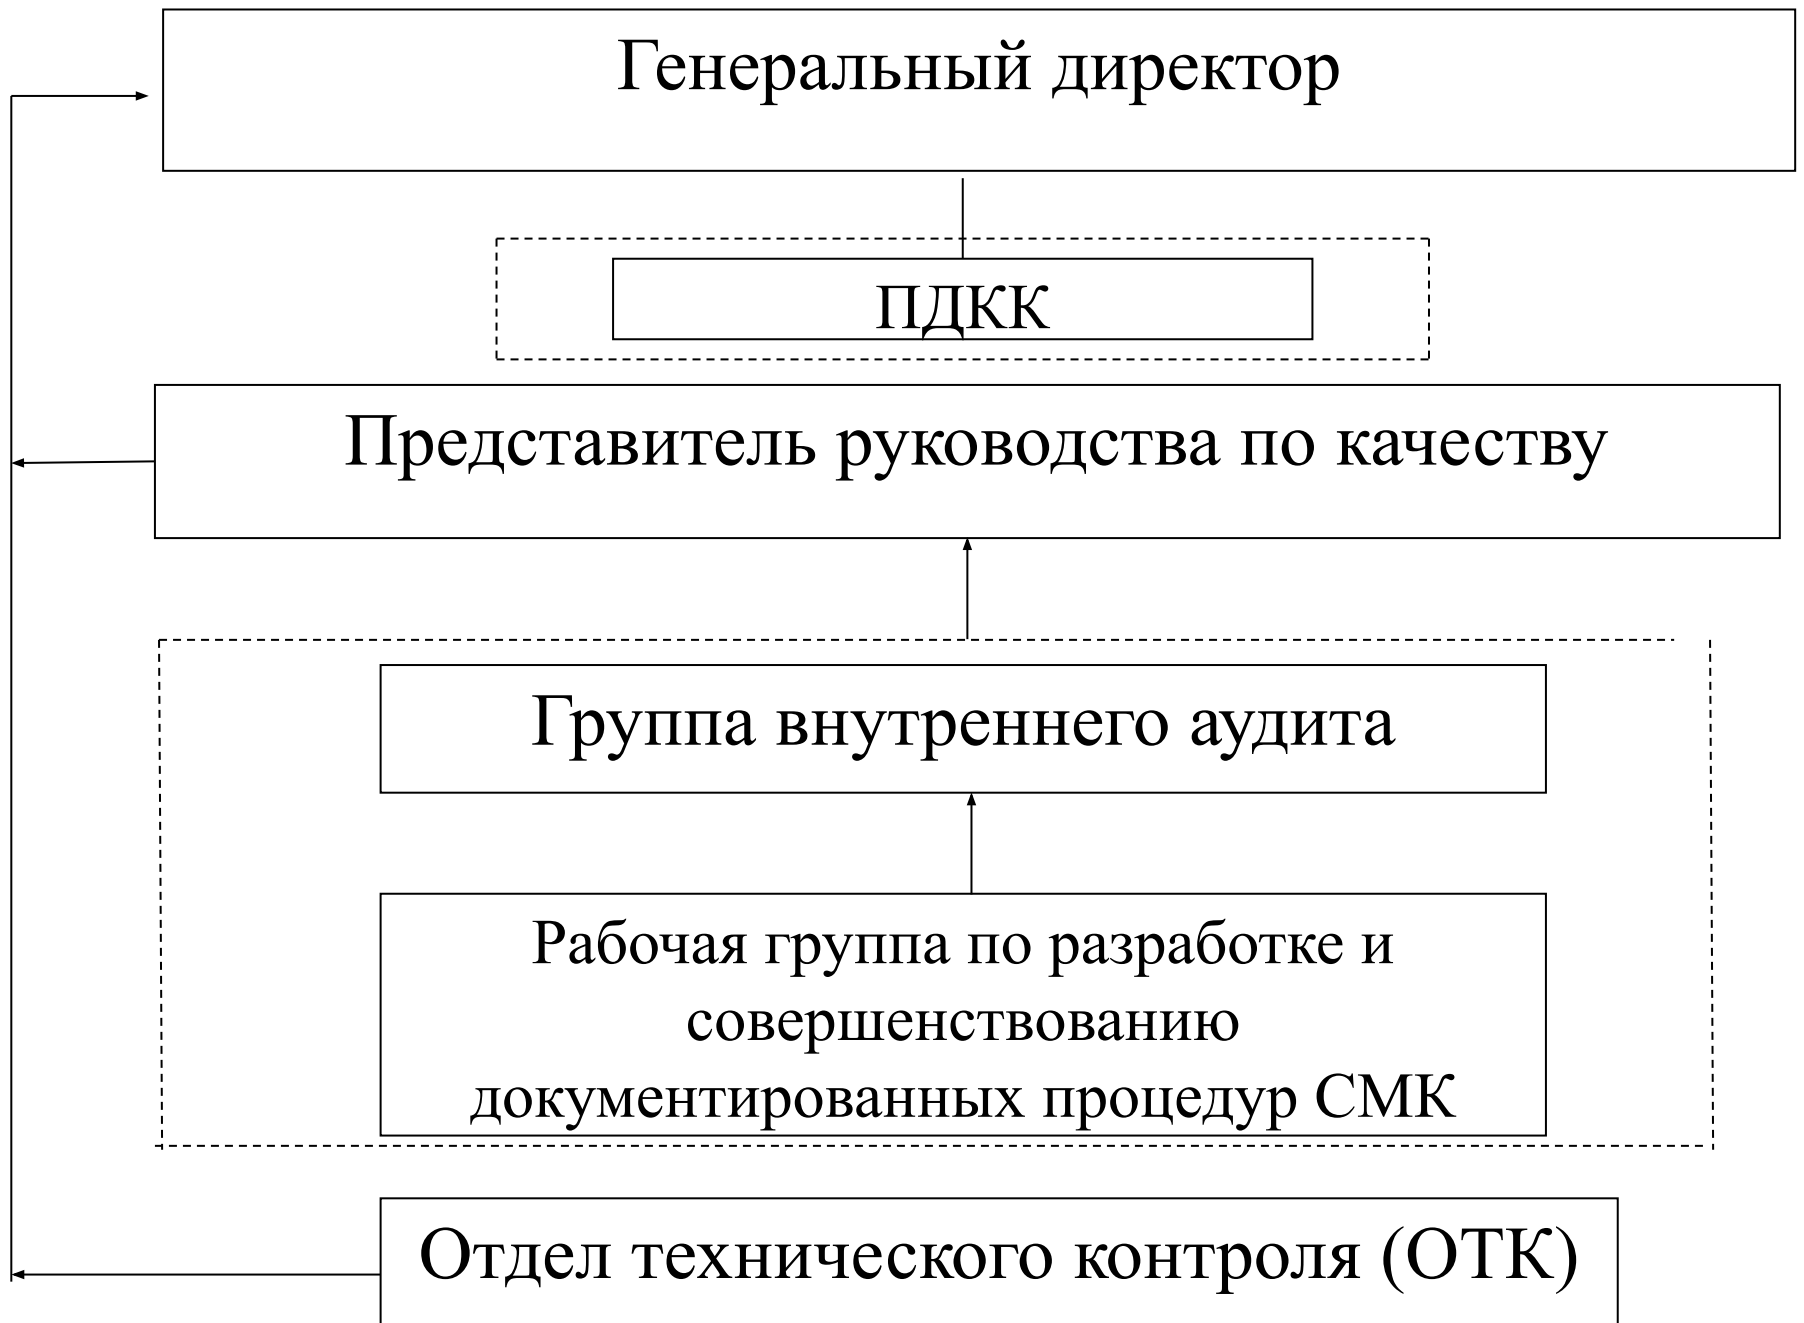 Генеральный директор
ПДКК
Представитель руководства по качеству
Группа внутреннего аудита
Рабочая группа по разработке и
совершенствованию
документированных процедур СМК
Отдел технического контроля (ОТК)